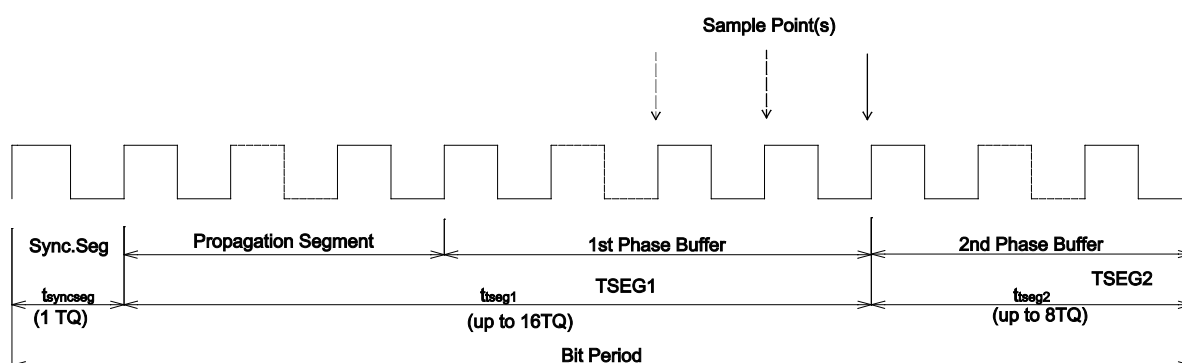 Sample Point(s)
Sync.Seg
Propagation Segment
1st Phase Buffer
2nd Phase Buffer
TSEG1
TSEG2
tsyncseg
ttseg1
ttseg2
(1 TQ)
(up to 16TQ)
(up to 8TQ)
Bit Period